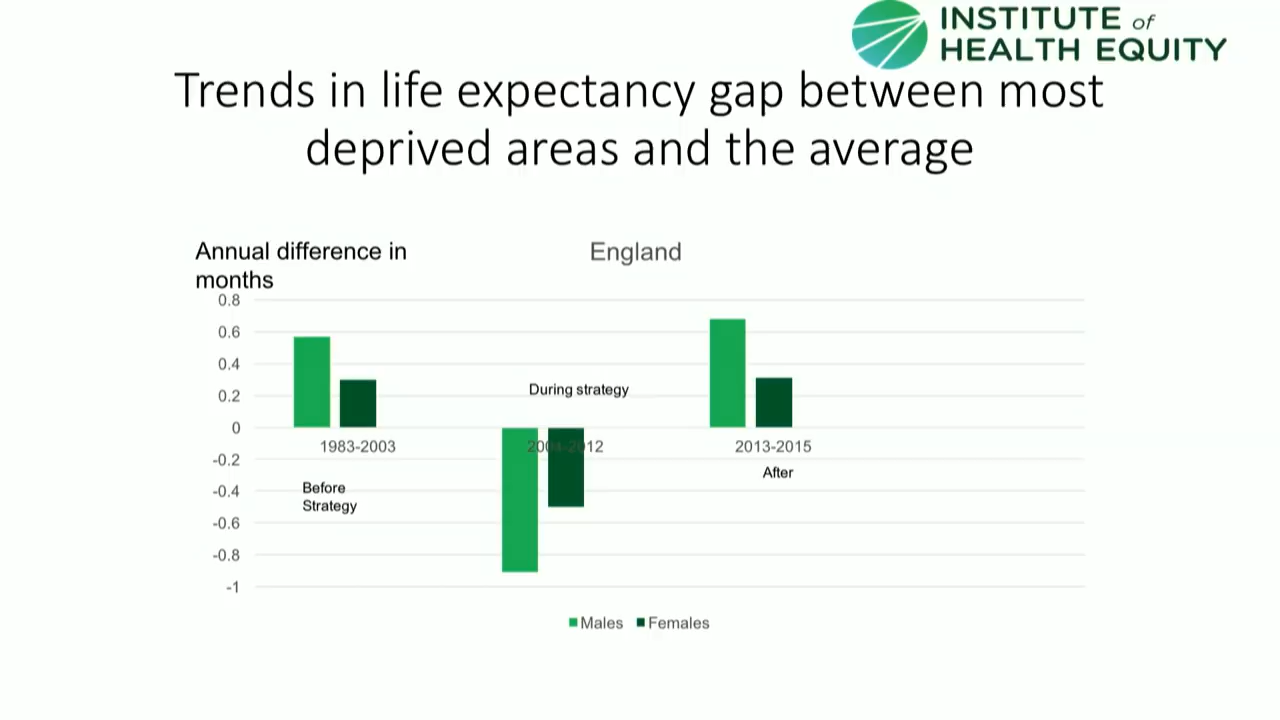 INSTITUTE of
HEALTH EQUITY
Trends in life expectancy gap between most
deprived areas and the average
Annual difference in
months
England
0.8
0.6
0.4
0.2
0
-0.2
-0.4
-0.6
-0.8
-1
During strategy
1983-2003
2004-2012
2013-2015
After
Before
Strategy
Males Females